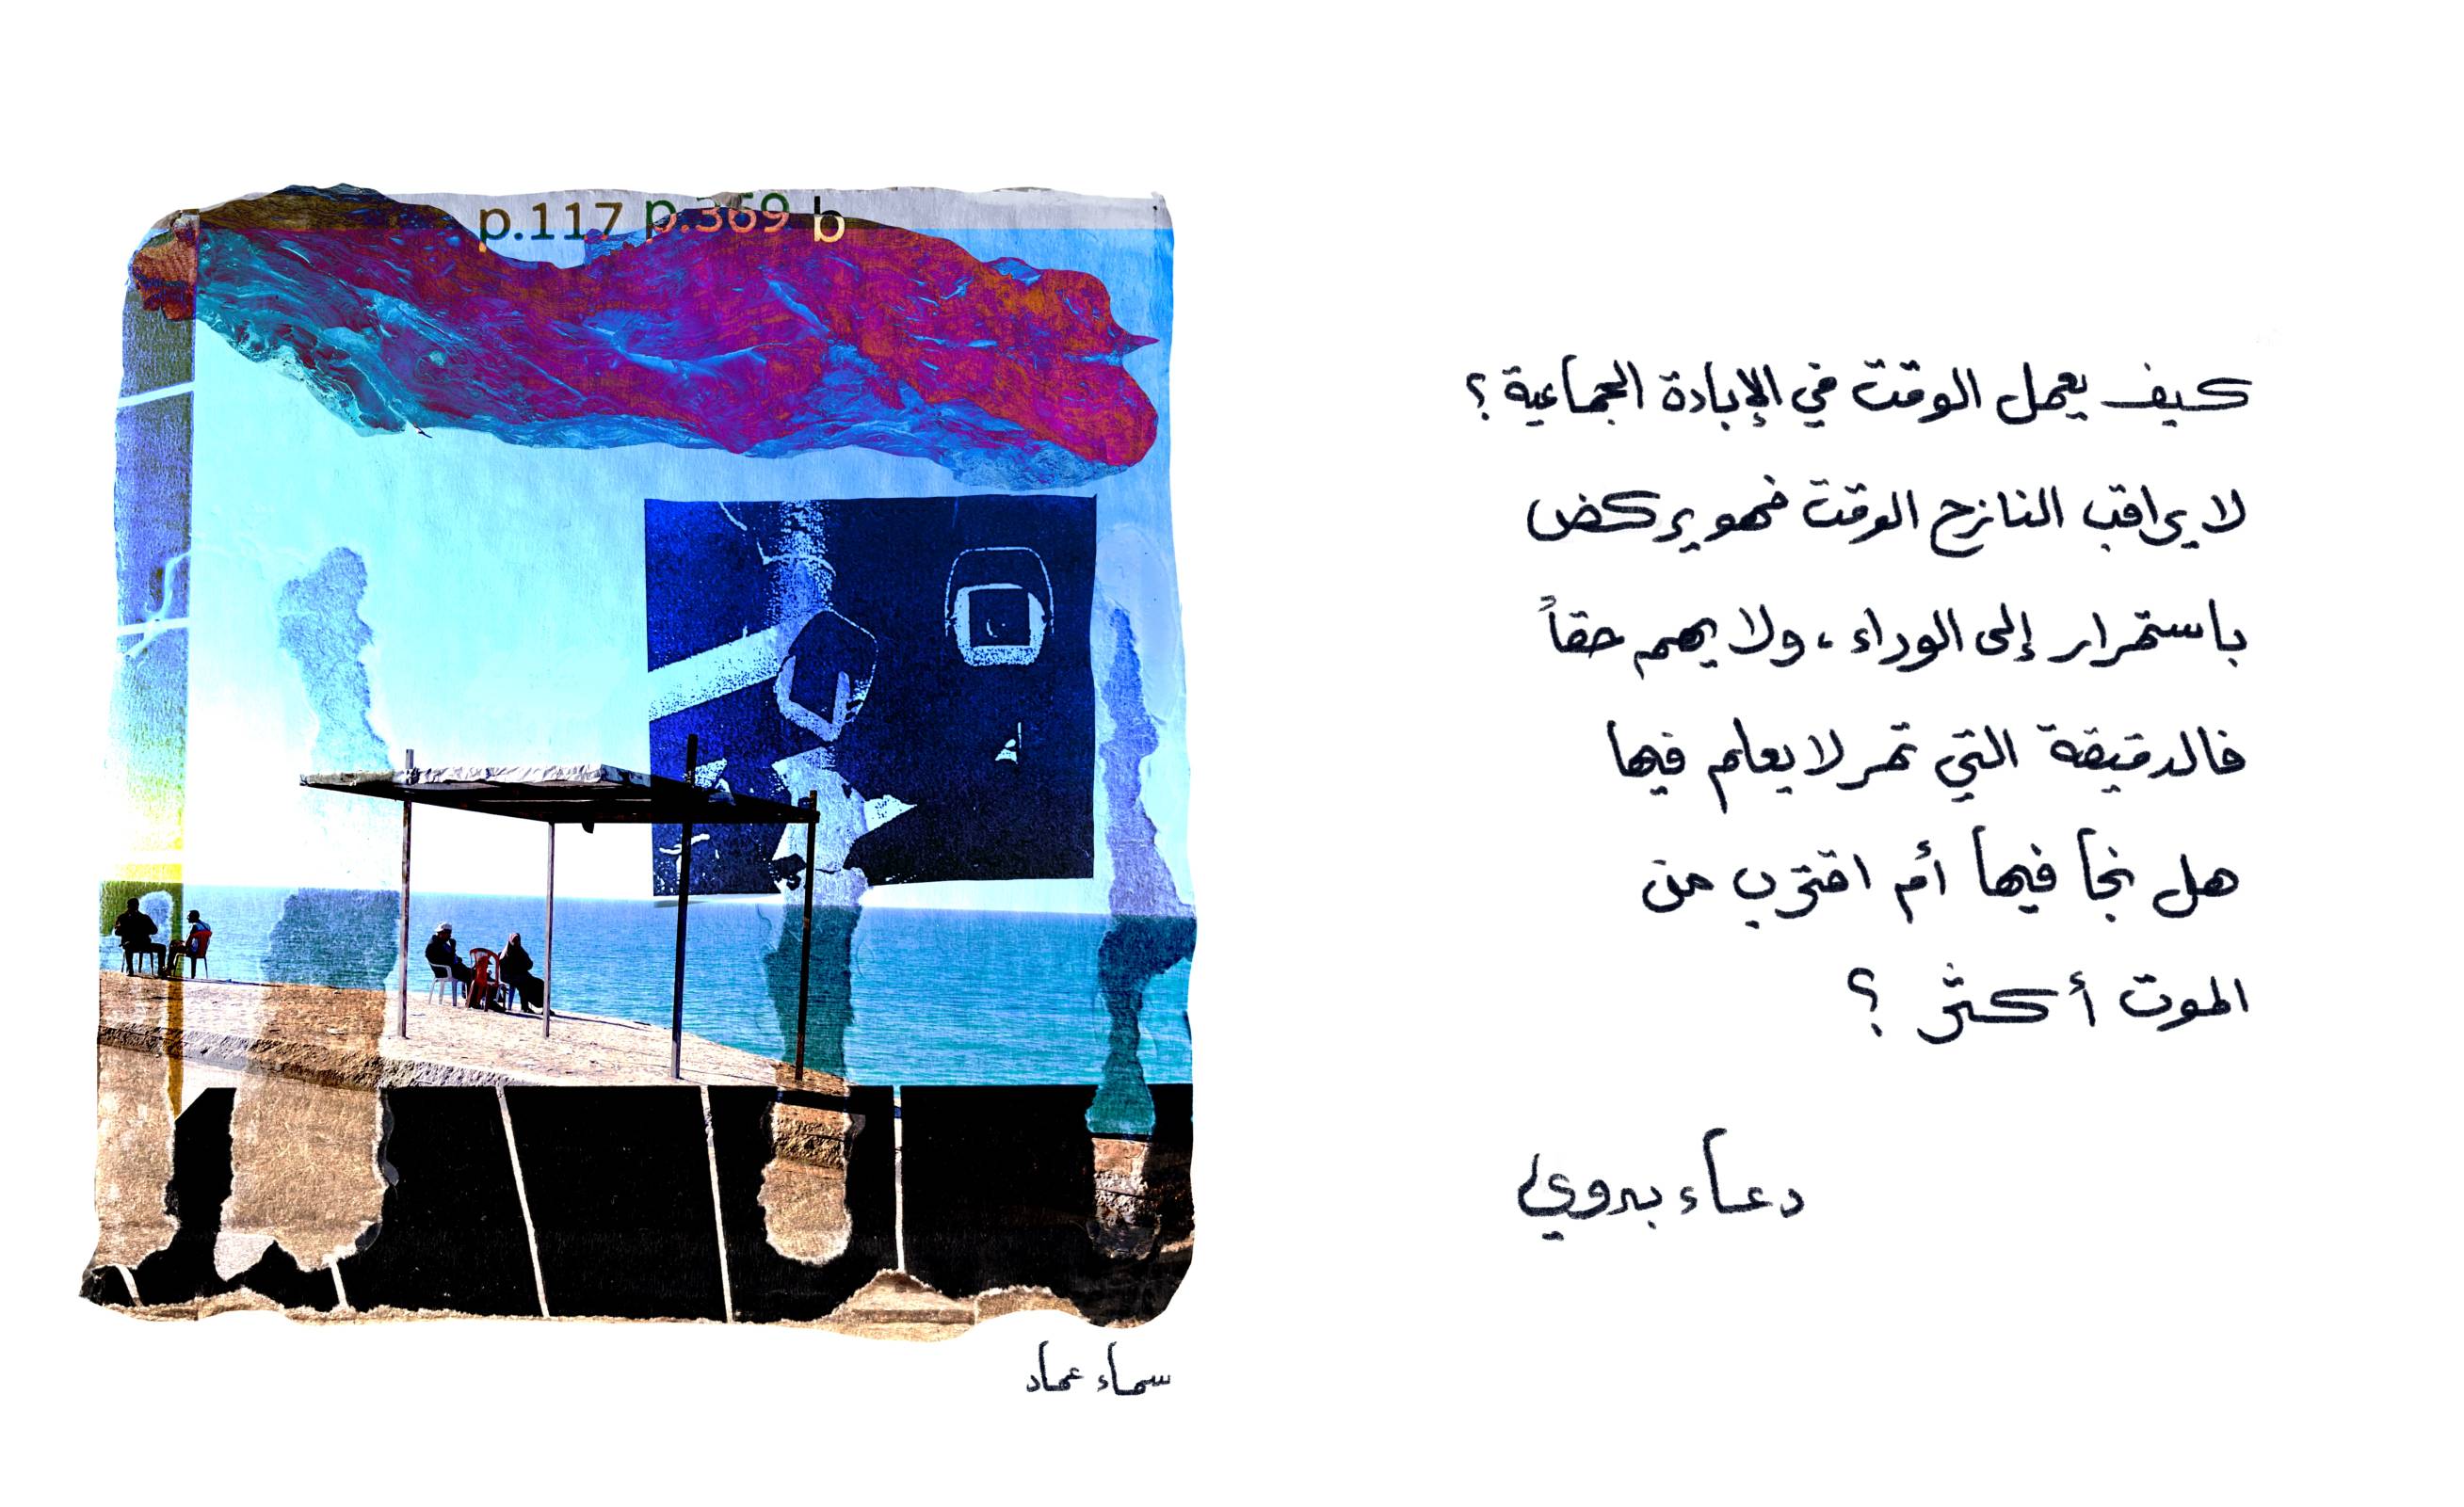 p.117 p.369 b
كيف يعمل الوقت في الإبادة الجماعية؟
لا يراقب النازح الوقت فهو يركض
باستمرار إلى الوراء، ولا يهم حقاً
فالدقيقة التي تمر لا يعلم فيها
هل نجا فيها أم اقترب من
الموت أكثر؟
دعاء بدوي
سماء عماد